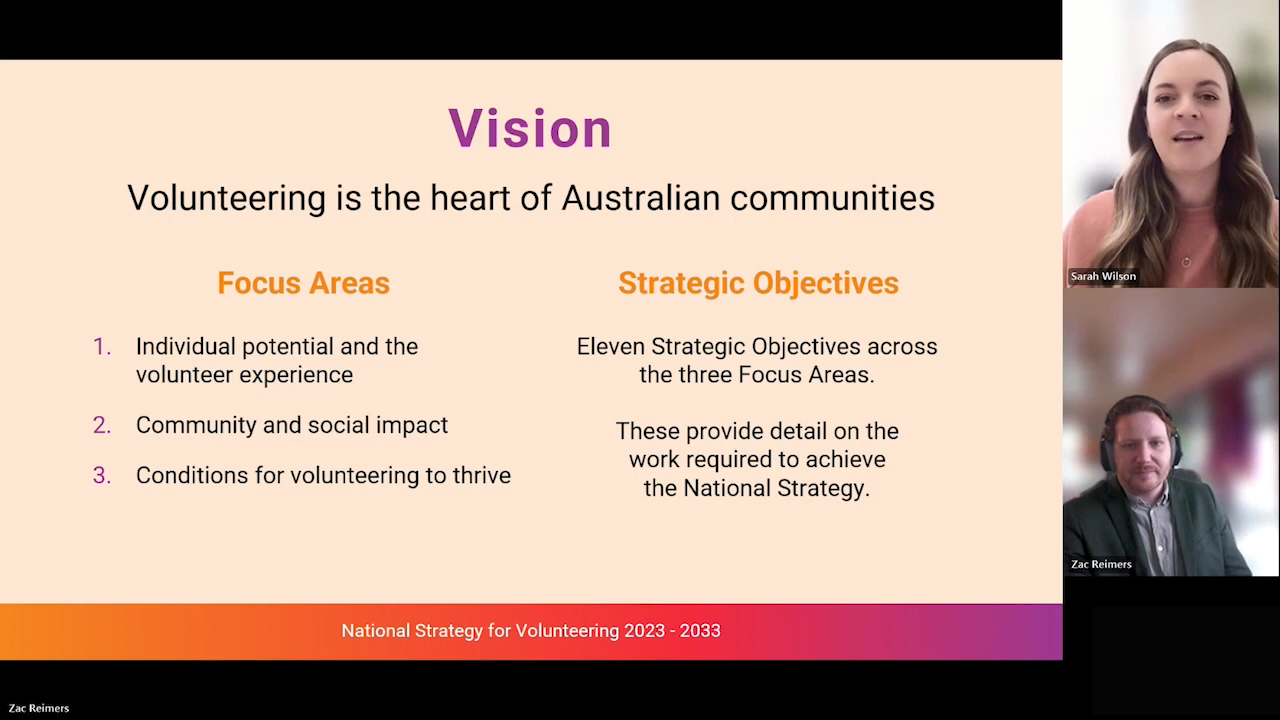 Vision
Volunteering is the heart of Australian communities
Focus Areas
1. Individual potential and the
volunteer experience
2. Community and social impact
3. Conditions for volunteering to thrive
Strategic Objectives
Eleven Strategic Objectives across
the three Focus Areas.
These provide detail on the
work required to achieve
the National Strategy.
National Strategy for Volunteering 2023 - 2033
Sarah Wilson
Zac Reimers
Zac Reimers